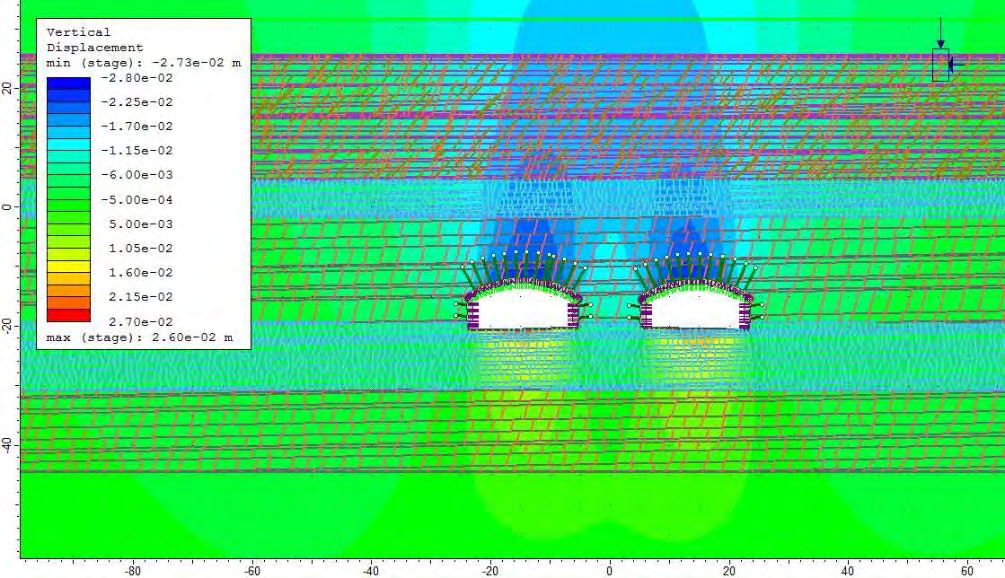 Vertical
Displacement
min (stage): -2.73e-02 m
-2.80e-02
-2.25e-02
-1.70e-02
-1.15e-02
-6.00e-03
-5.00e-04
5.00e-03
1.05e-02
1.60e-02
2.15e-02
2.70e-02
max (stage): 2.60e-02 m
20
0
-20
-40
-80 -60 -40 -20 0 20 40 60